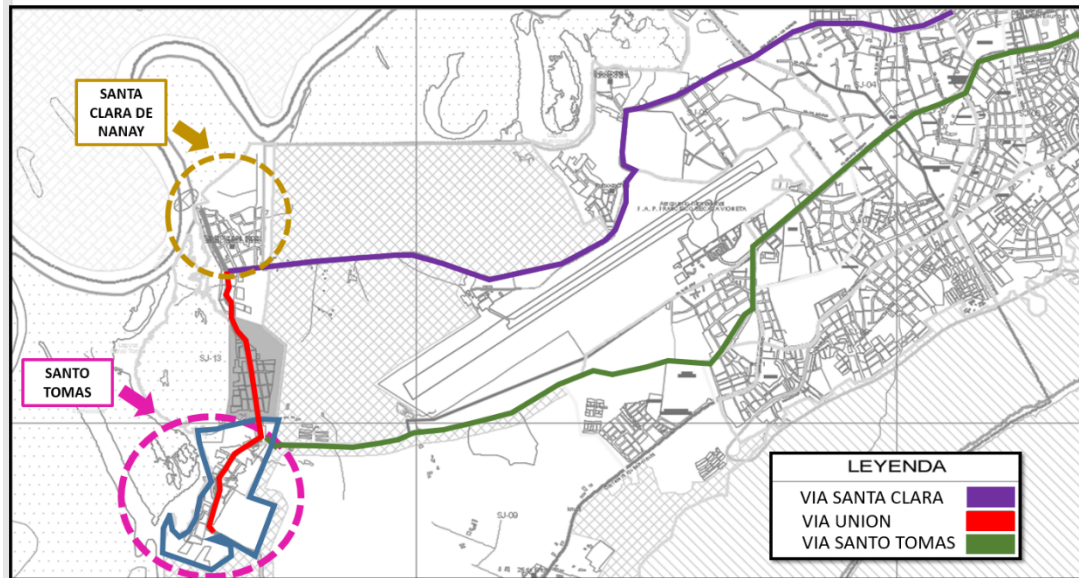 SANTA
CLARA DE
NANAY
SJ-04
SJ-13
SANTO
TOMAS
SJ-09
LEYENDA
VIA SANTA CLARA
VIA UNION
VIA SANTO TOMAS